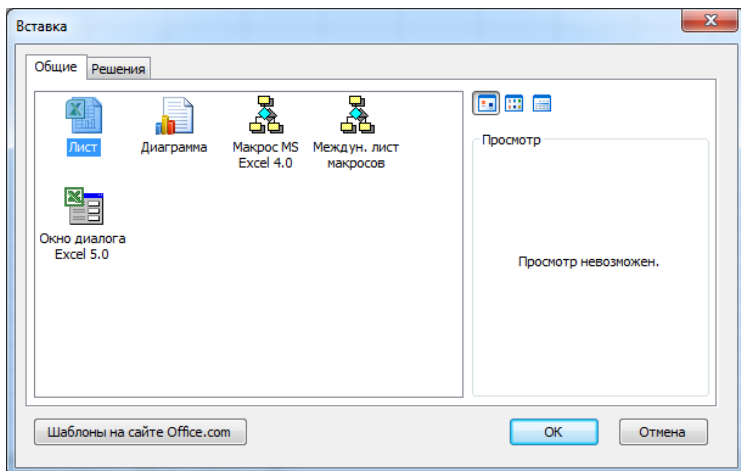 Вставка
Общие
Решения
Лист
Диаграмма
Макрос MS
Excel 4.0
Междун. лист
макросов
Окно диалога
Excel 5.0
Просмотр
Просмотр невозможен.
Шаблоны на сайте Office.com
ОК
Отмена